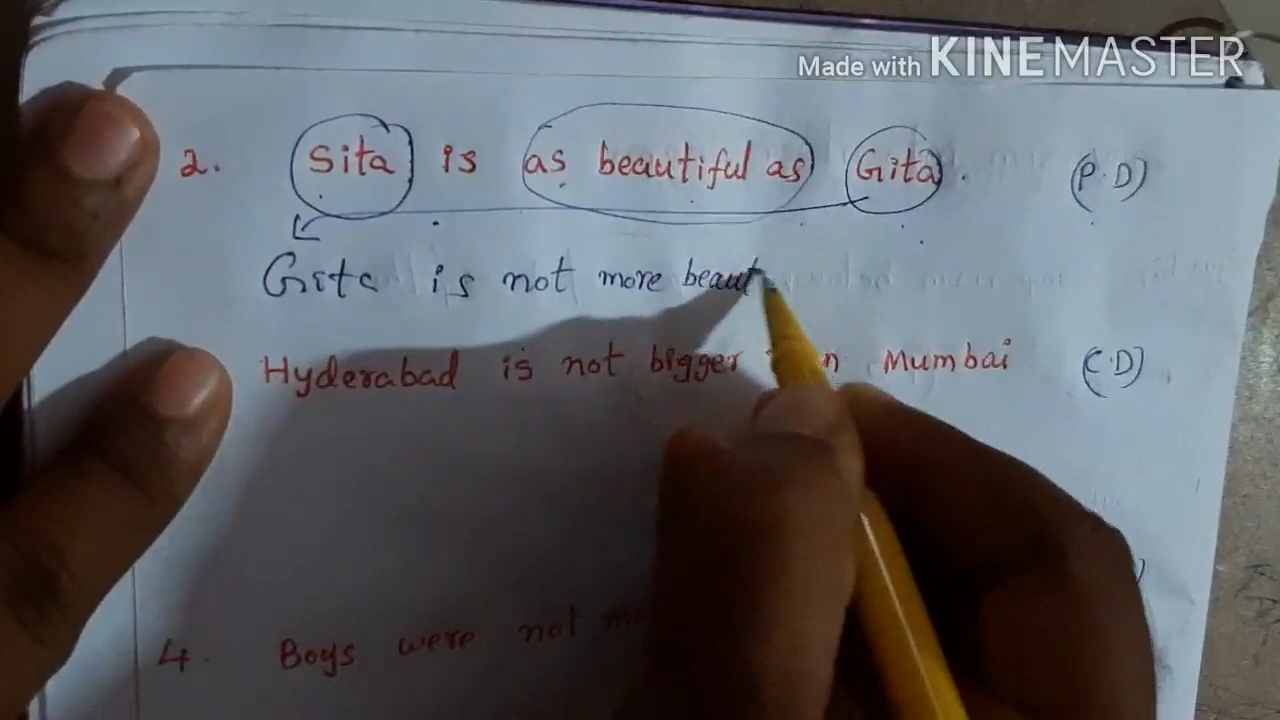 Made with KINEMASTER
2. Sita is as beautiful as Gita. (P.D)
Gita is not more beaut
Hyderabad is not bigger Mumbai (C.D)
4. Boys were not